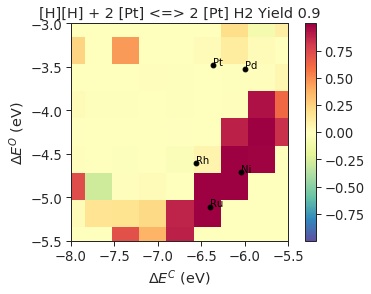 [H][H] + 2 [Pt] <=> 2 [Pt] H2 Yield 0.9
−3.0
−3.5
−4.0
−4.5
−5.0
−5.5
ΔE^O (eV)
Pt
Pd
Rh
Ni
Ru
−8.0 −7.5 −7.0 −6.5 −6.0 −5.5
ΔE^C (eV)
0.75
0.50
0.25
0.00
−0.25
−0.50
−0.75